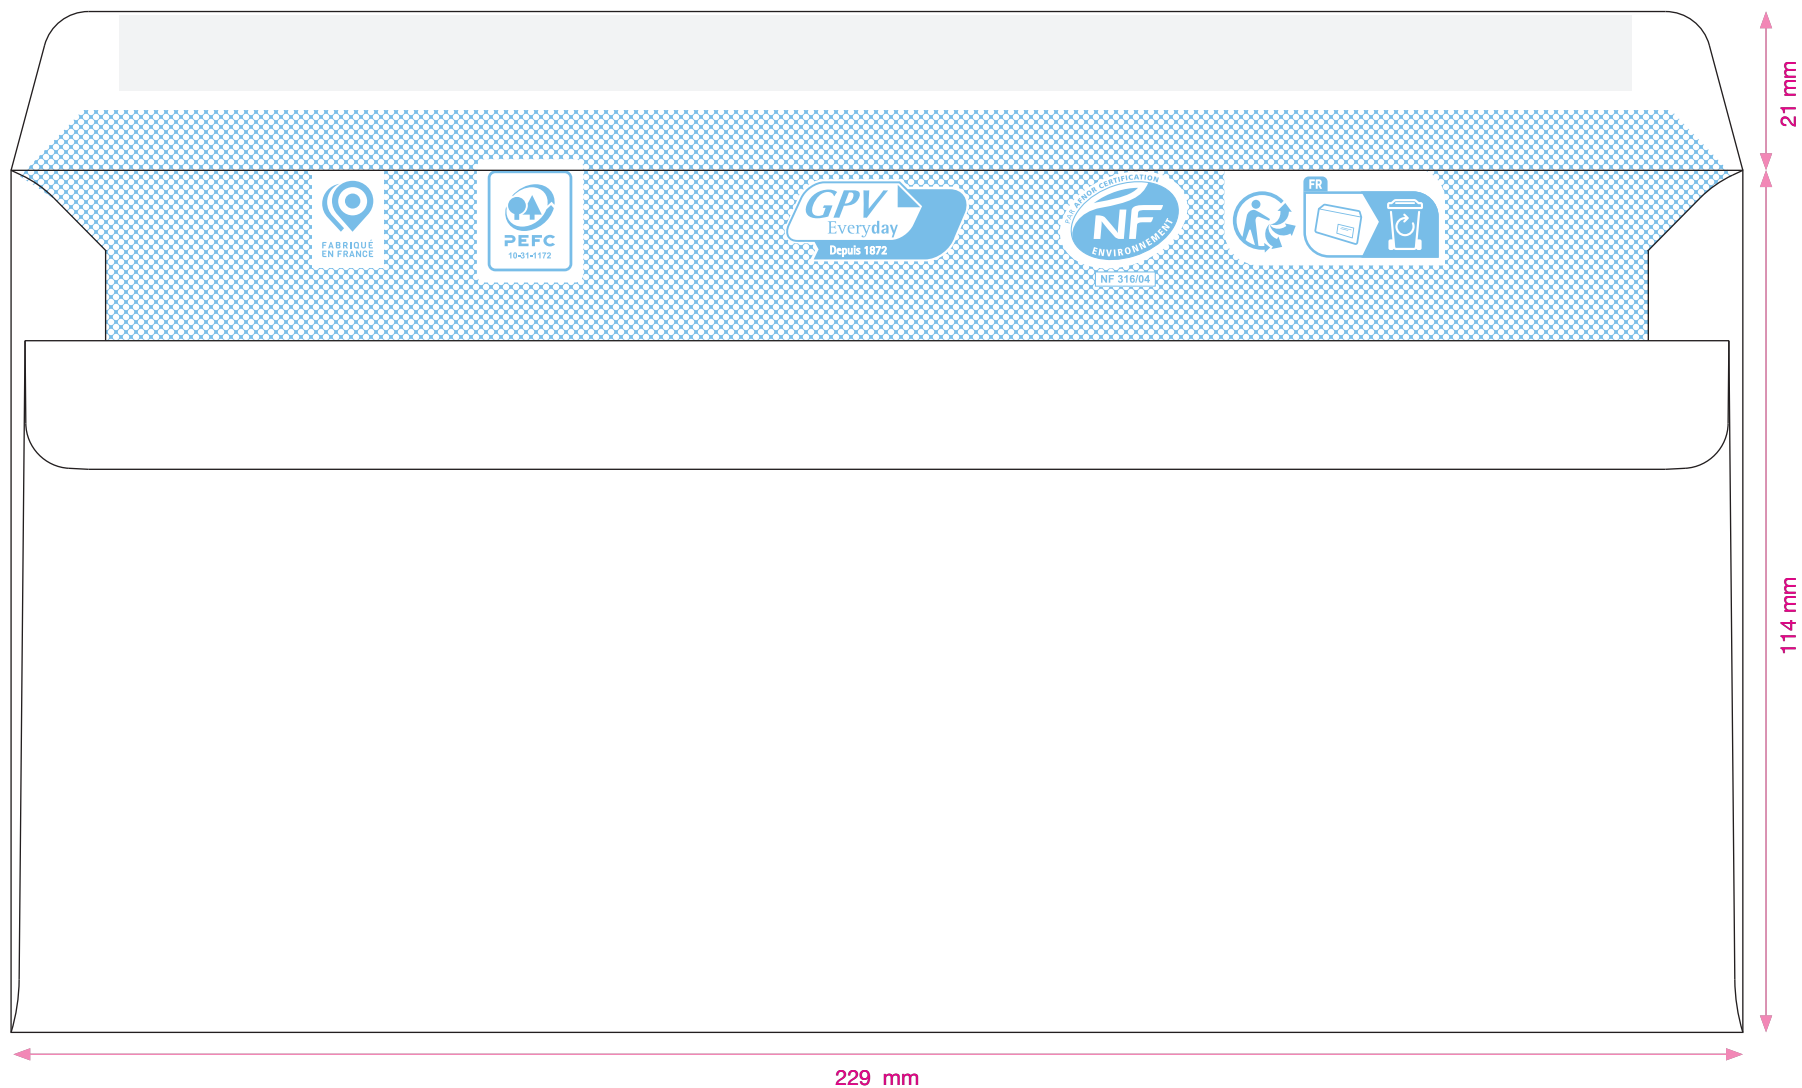 21 mm
FABRIQUÉ
EN FRANCE
PEFC
10-31-1172
GPV
Everyday
Depuis 1872
PAR AFNOR CERTIFICATION
NF
ENVIRONNEMENT
NF 316/04
FR
114 mm
229 mm